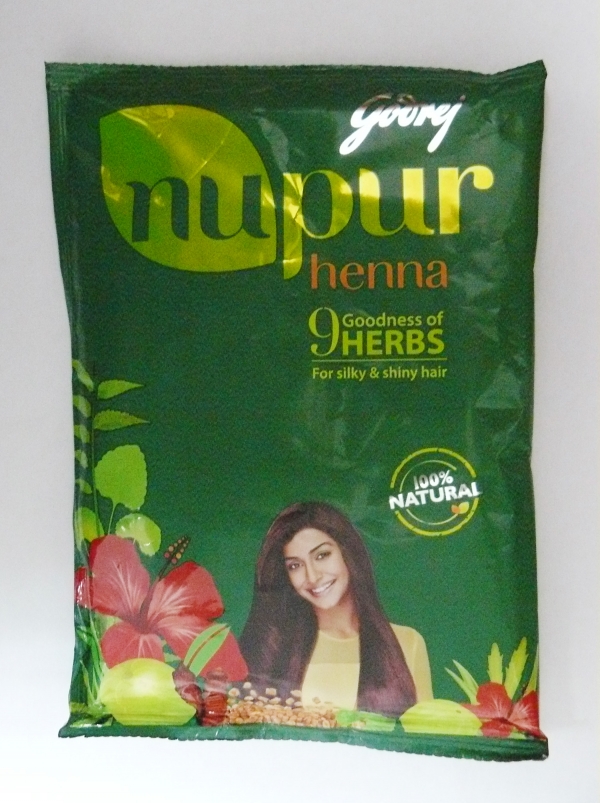 Godrej
nupur
henna
9 Goodness of
HERBS
For silky & shiny hair
100%
NATURAL